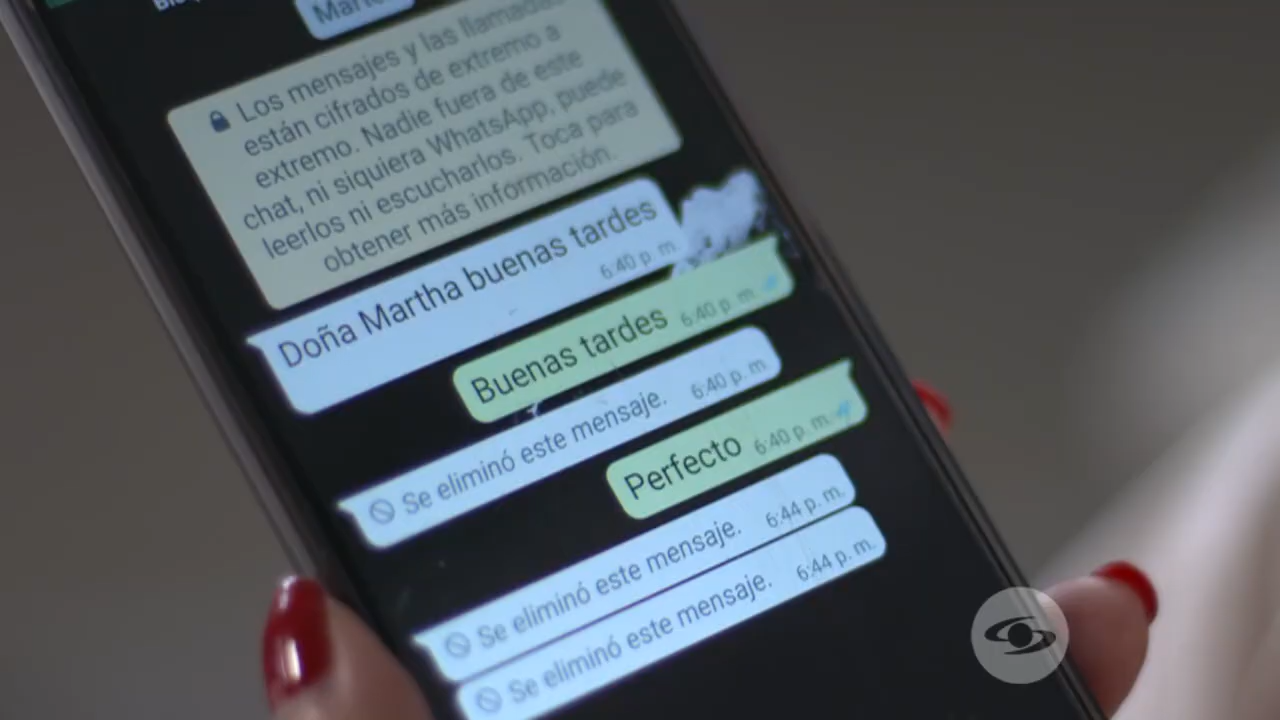 Los mensajes y las llamadas
están cifrados de extremo a
extremo. Nadie fuera de este
chat, ni siquiera WhatsApp, puede
leerlos ni escucharlos. Toca para
obtener más información.
Doña Martha buenas tardes
6:40 p. m.
Buenas tardes 6:40 p. m.
Se eliminó este mensaje. 6:40 p. m.
Perfecto 6:40 p. m.
Se eliminó este mensaje. 6:44 p. m.
Se eliminó este mensaje. 6:44 p. m.